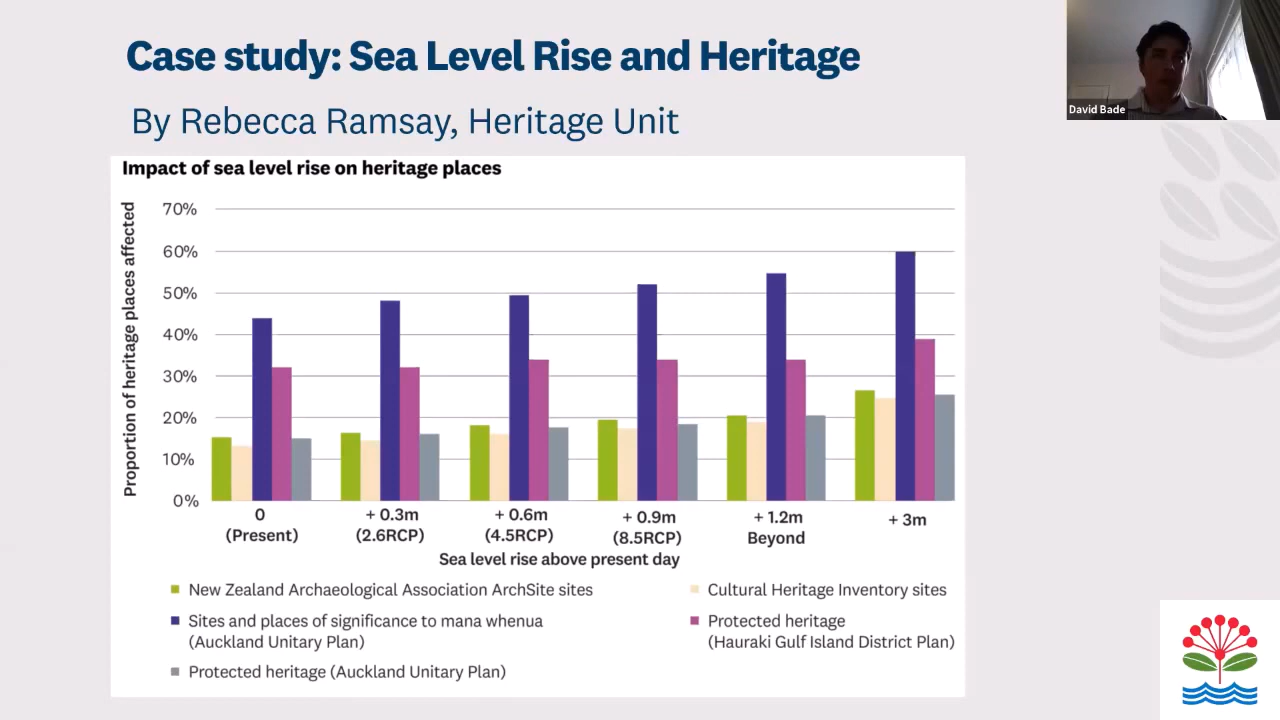 Case study: Sea Level Rise and Heritage
By Rebecca Ramsay, Heritage Unit
David Bade
Impact of sea level rise on heritage places
Proportion of heritage places affected
70%
60%
50%
40%
30%
20%
10%
0%
0
(Present)
+ 0.3m
(2.6RCP)
+ 0.6m
(4.5RCP)
+ 0.9m
(8.5RCP)
+ 1.2m
Beyond
+ 3m
Sea level rise above present day
New Zealand Archaeological Association ArchSite sites
Cultural Heritage Inventory sites
Sites and places of significance to mana whenua
(Auckland Unitary Plan)
Protected heritage
(Hauraki Gulf Island District Plan)
Protected heritage (Auckland Unitary Plan)